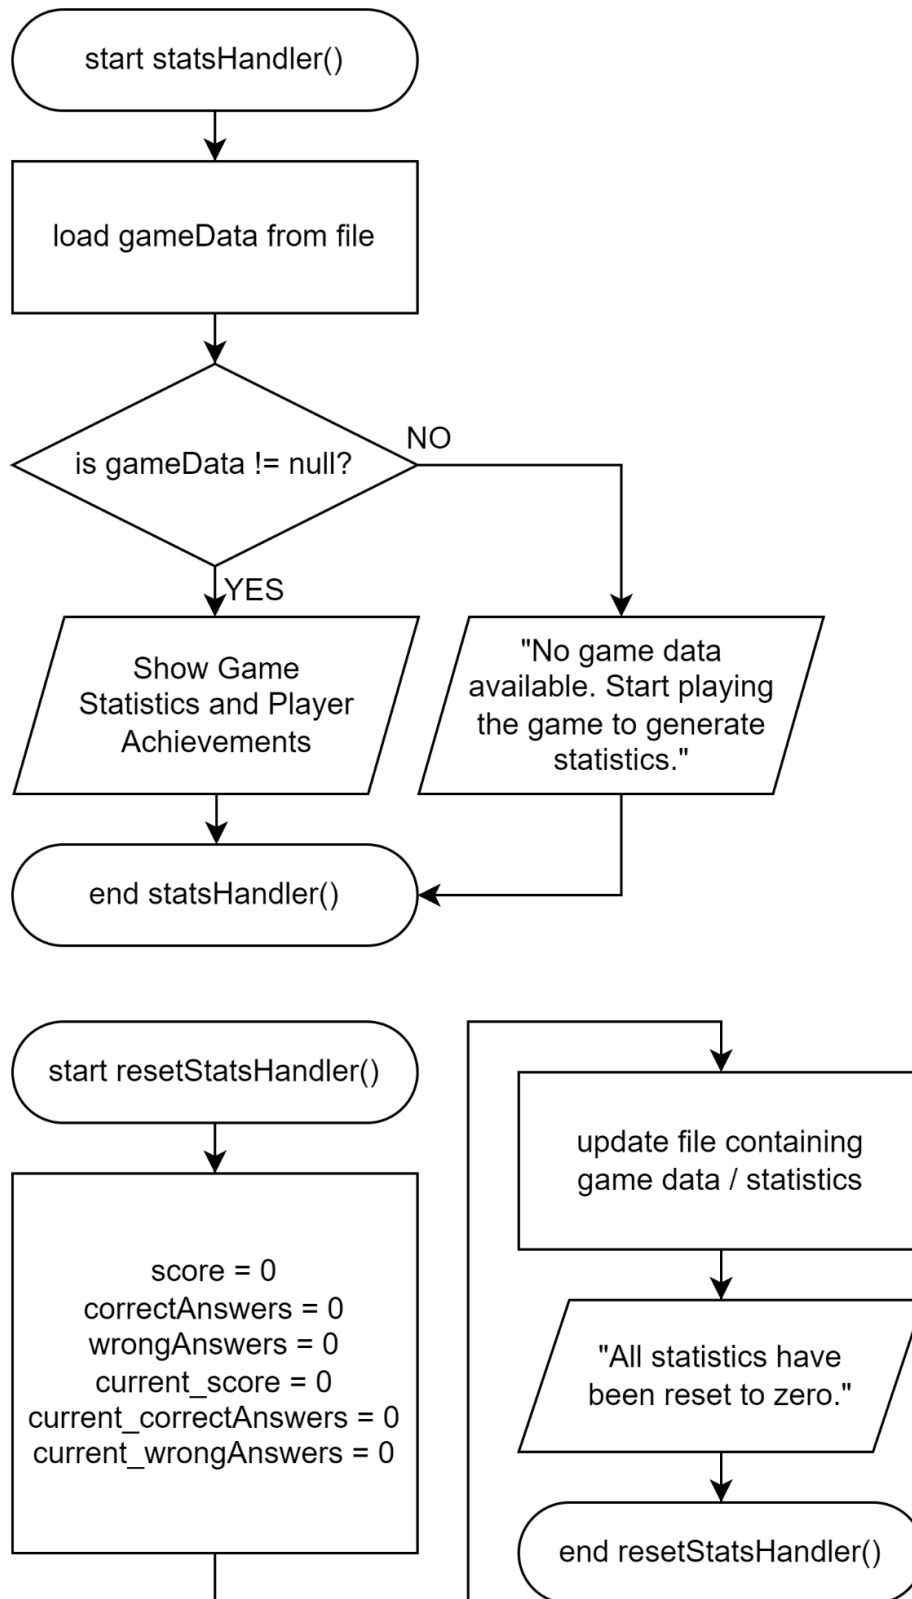 start statsHandler()
load gameData from file
is gameData != null?
NO
YES
Show Game
Statistics and Player
Achievements
"No game data
available. Start playing
the game to generate
statistics."
end statsHandler()
start resetStatsHandler()
score = 0
correctAnswers = 0
wrongAnswers = 0
current_score = 0
current_correctAnswers = 0
current_wrongAnswers = 0
update file containing
game data / statistics
"All statistics have
been reset to zero."
end resetStatsHandler()